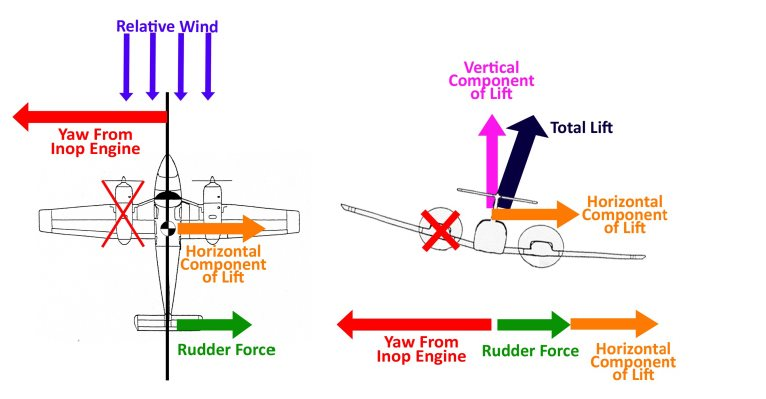 Relative Wind
Yaw From
Inop Engine
Horizontal
Component
of Lift
Rudder Force
Vertical
Component
of Lift
Total Lift
Horizontal
Component
of Lift
Yaw From
Inop Engine
Rudder Force
Horizontal
Component
of Lift